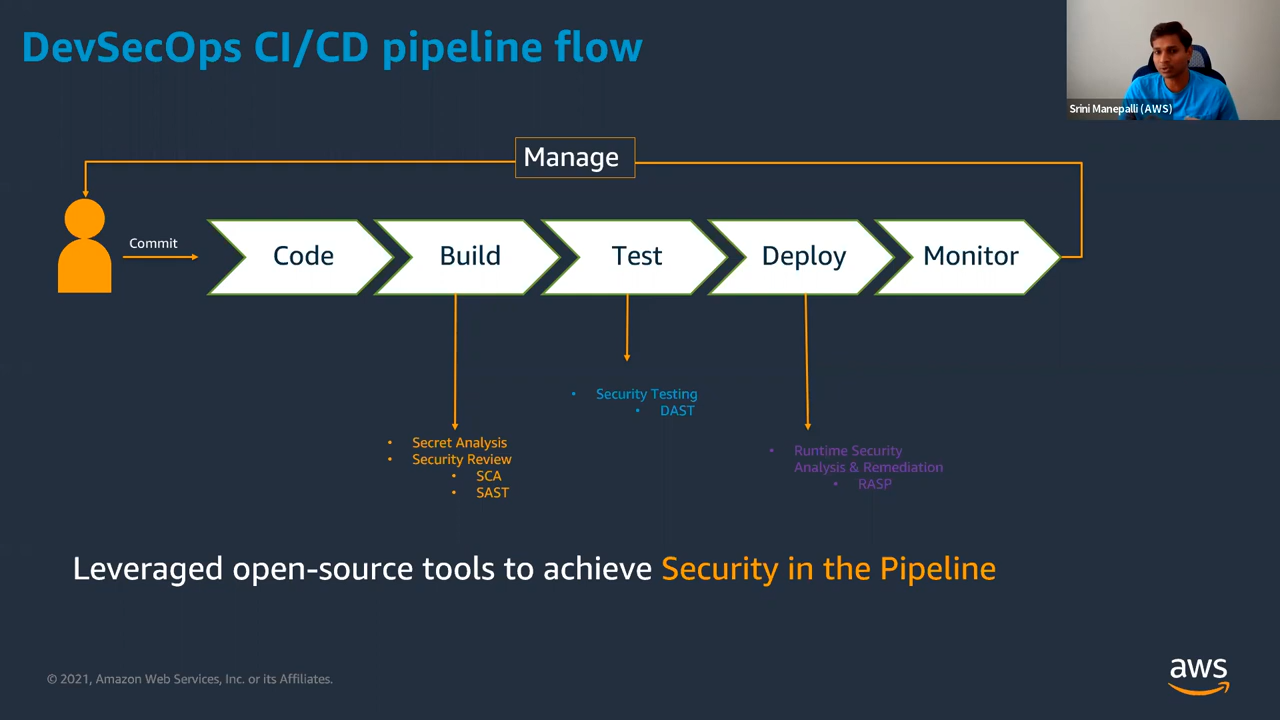 DevSecOps CI/CD pipeline flow
Srini Manepalli (AWS)
Manage
Commit
Code
Build
Test
Deploy
Monitor
• Security Testing
• DAST
• Secret Analysis
• Security Review
• SCA
• SAST
• Runtime Security
Analysis & Remediation
• RASP
Leveraged open-source tools to achieve Security in the Pipeline
© 2021, Amazon Web Services, Inc. or its Affiliates.
aws